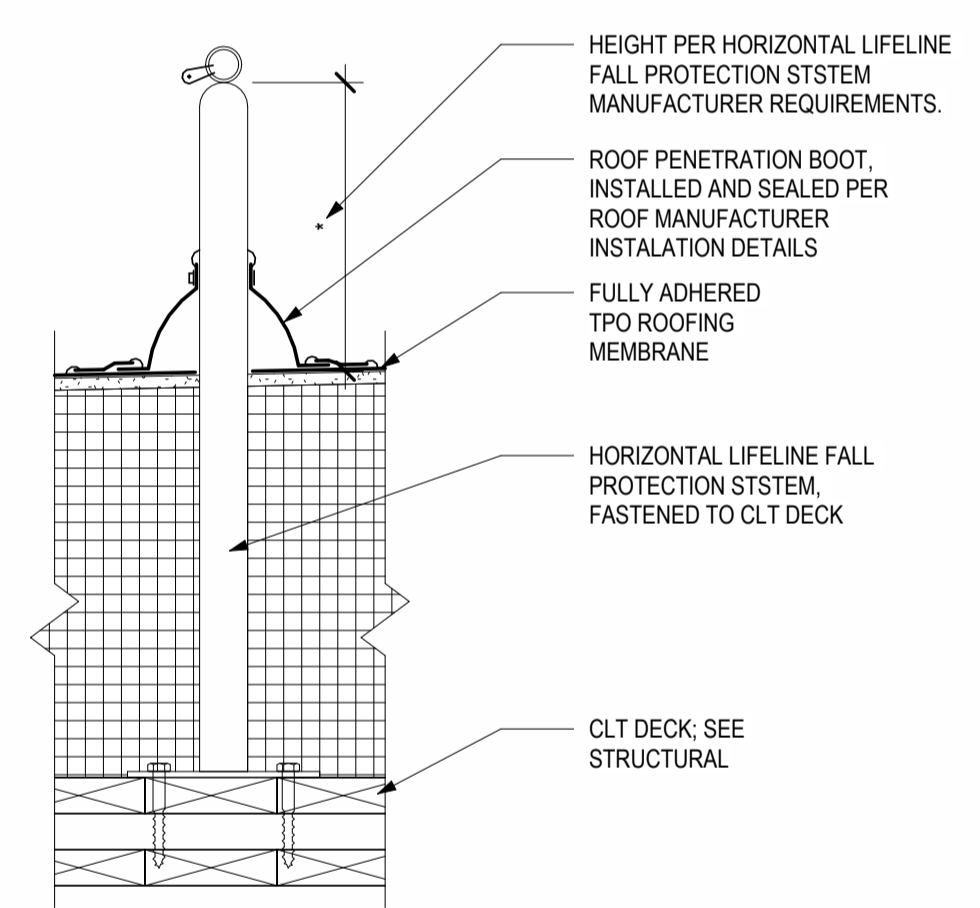 HEIGHT PER HORIZONTAL LIFELINE
FALL PROTECTION STSTEM
MANUFACTURER REQUIREMENTS.
ROOF PENETRATION BOOT,
INSTALLED AND SEALED PER
ROOF MANUFACTURER
INSTALATION DETAILS
*
FULLY ADHERED
TPO ROOFING
MEMBRANE
HORIZONTAL LIFELINE FALL
PROTECTION STSTEM,
FASTENED TO CLT DECK
CLT DECK; SEE
STRUCTURAL